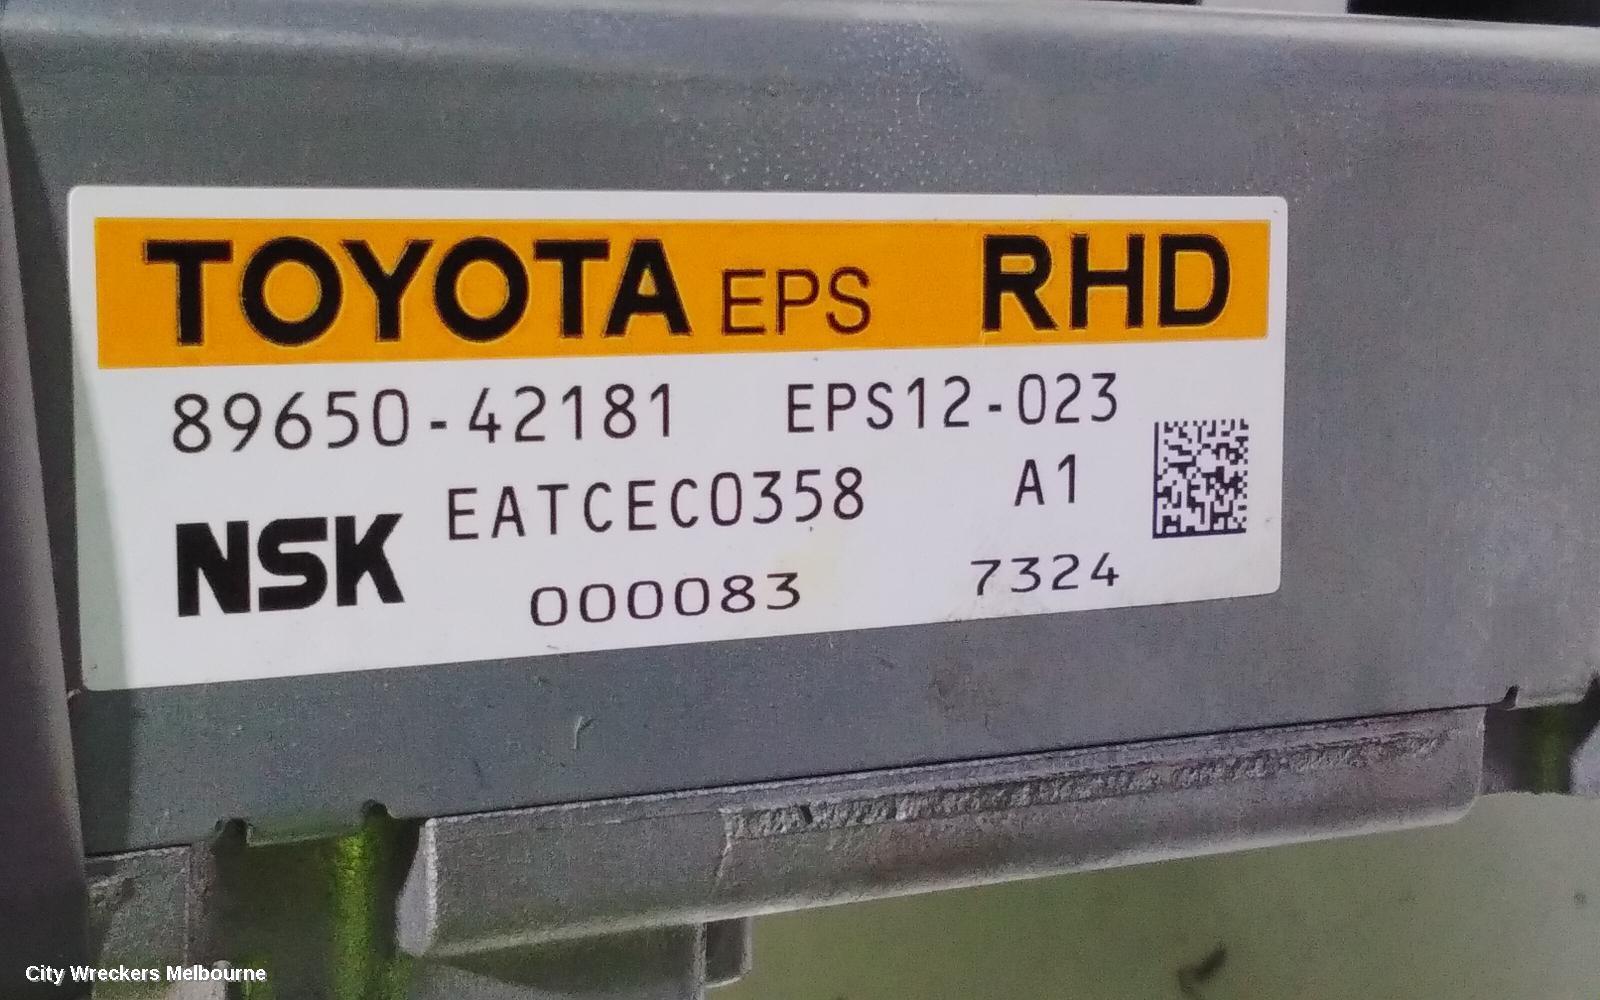 TOYOTA EPS RHD
89650-42181 EPS12-023
EATCEC0358 A1
NSK
000083 7324
City Wreckers Melbourne